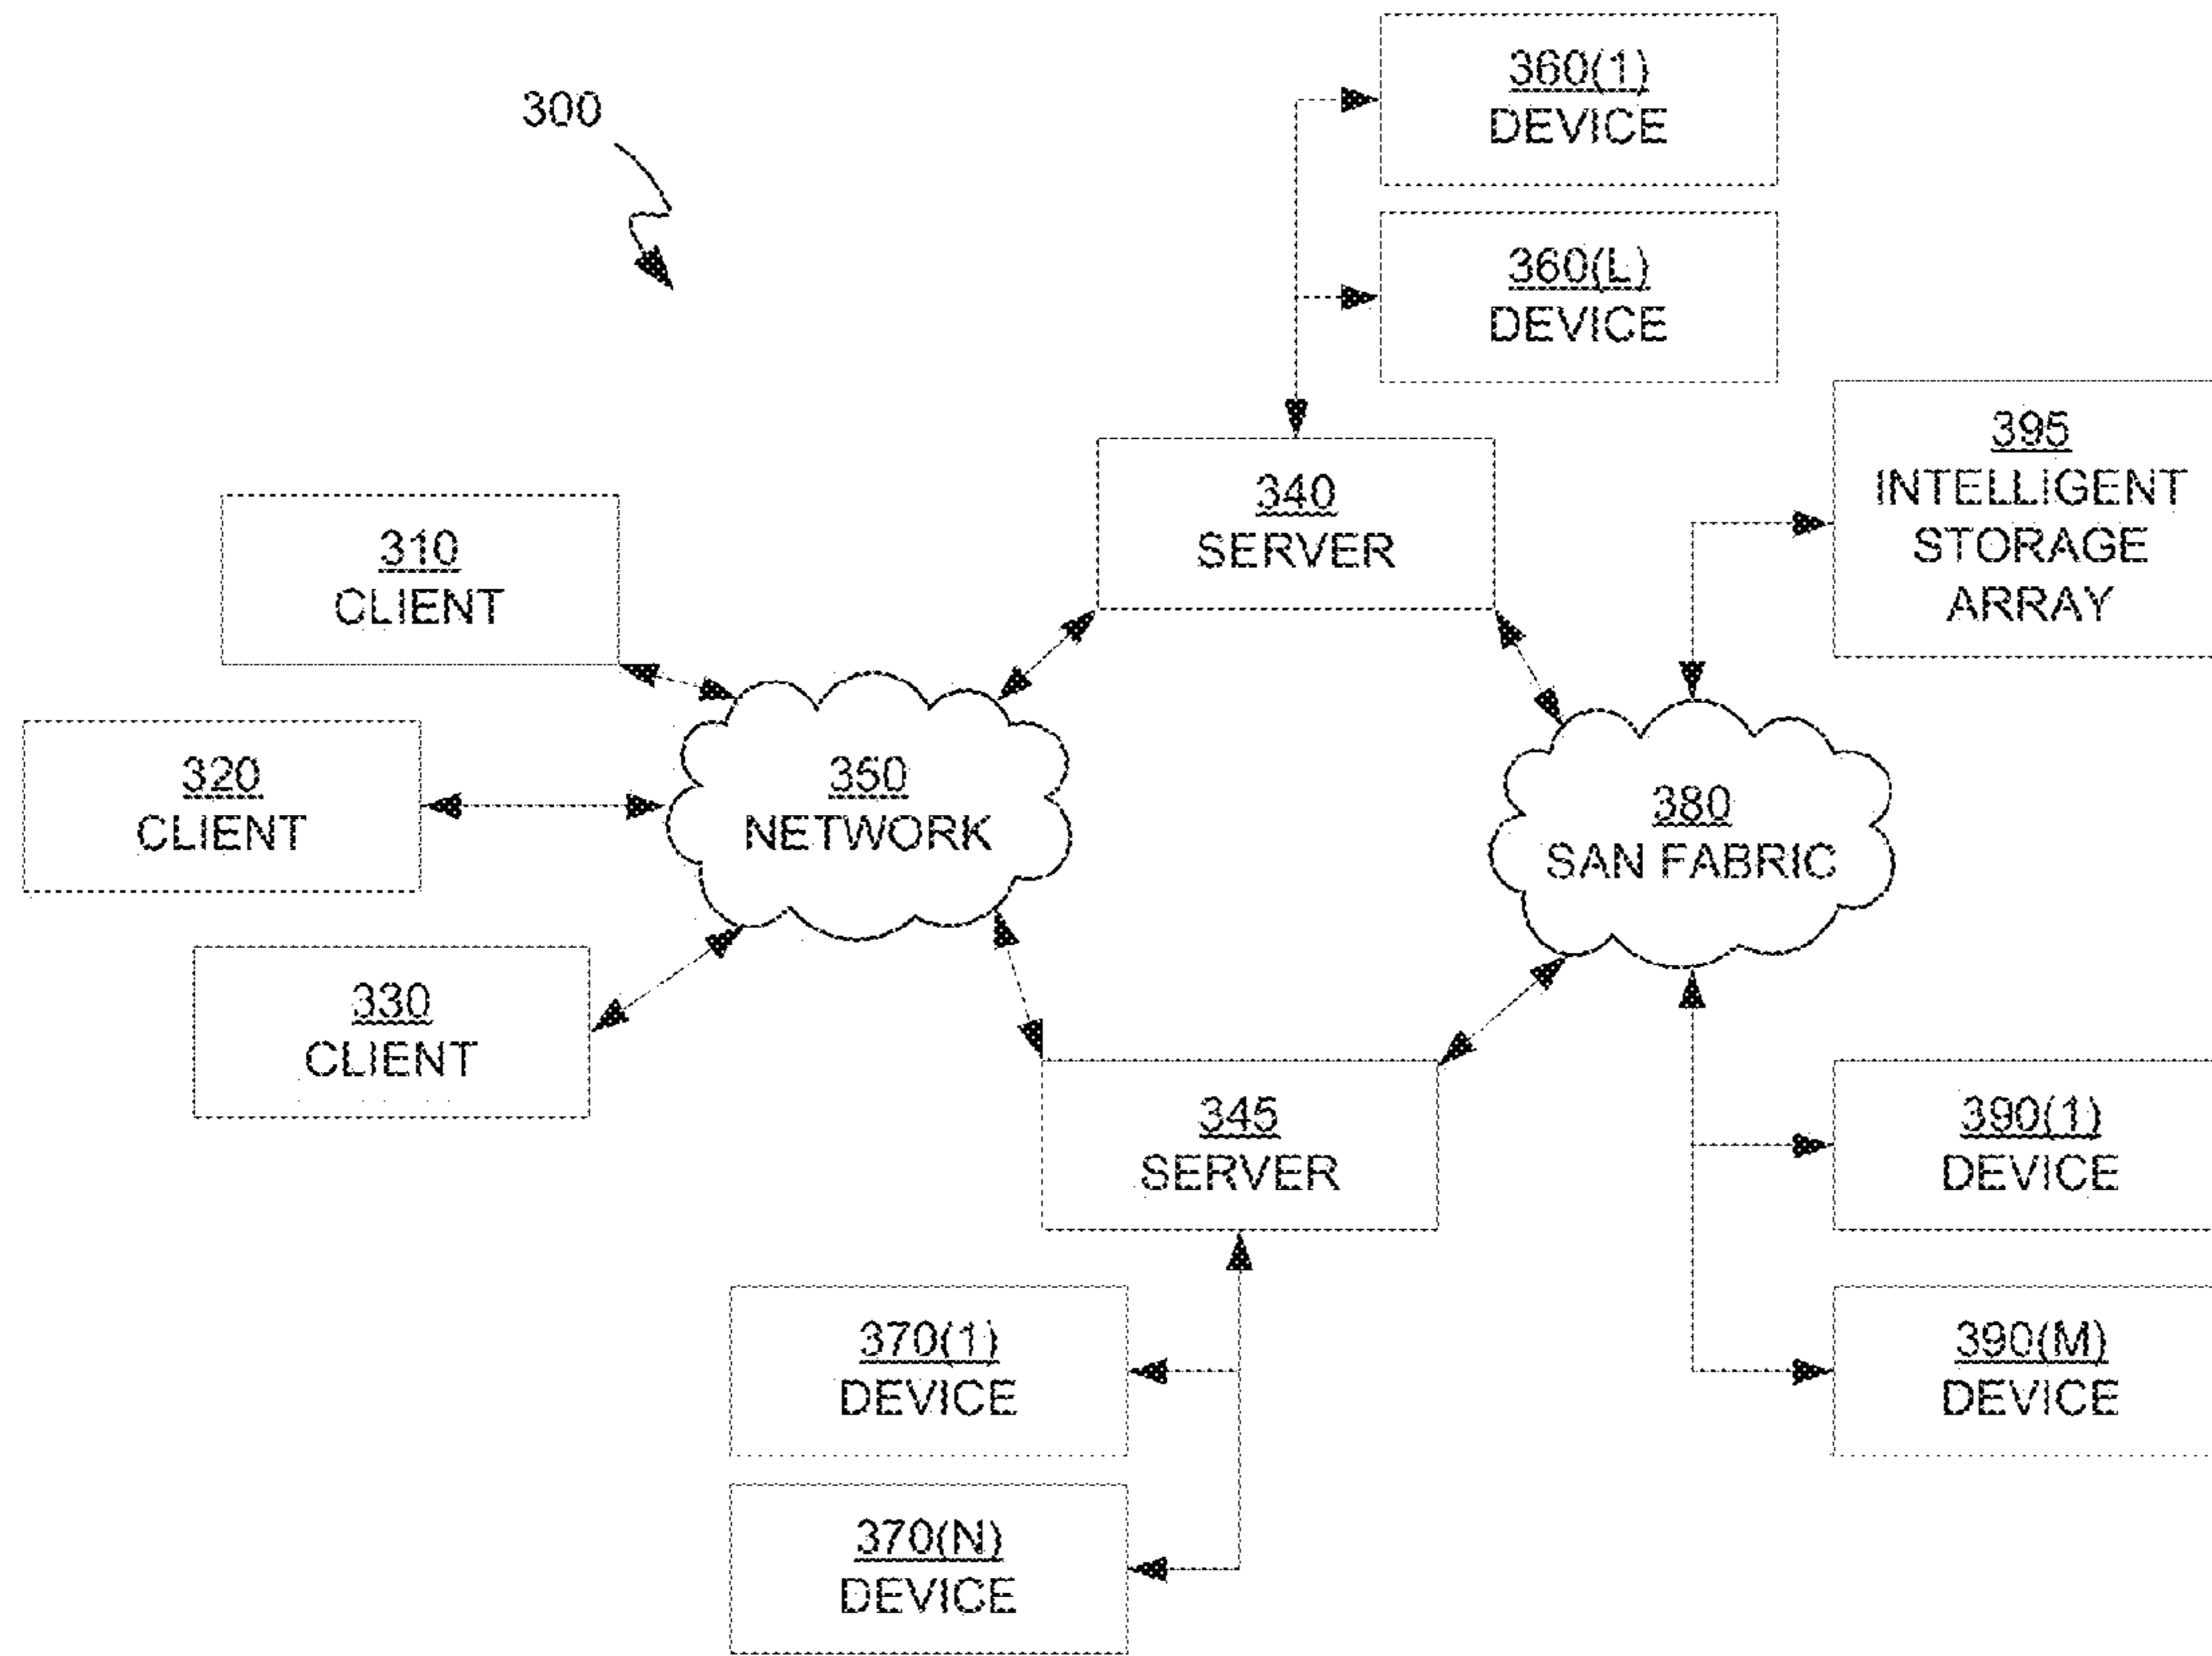 300
360(1)
DEVICE
360(L)
DEVICE
395
INTELLIGENT
STORAGE
ARRAY
340
SERVER
310
CLIENT
320
CLIENT
350
NETWORK
380
SAN FABRIC
330
CLIENT
345
SERVER
390(1)
DEVICE
370(1)
DEVICE
390(M)
DEVICE
370(N)
DEVICE